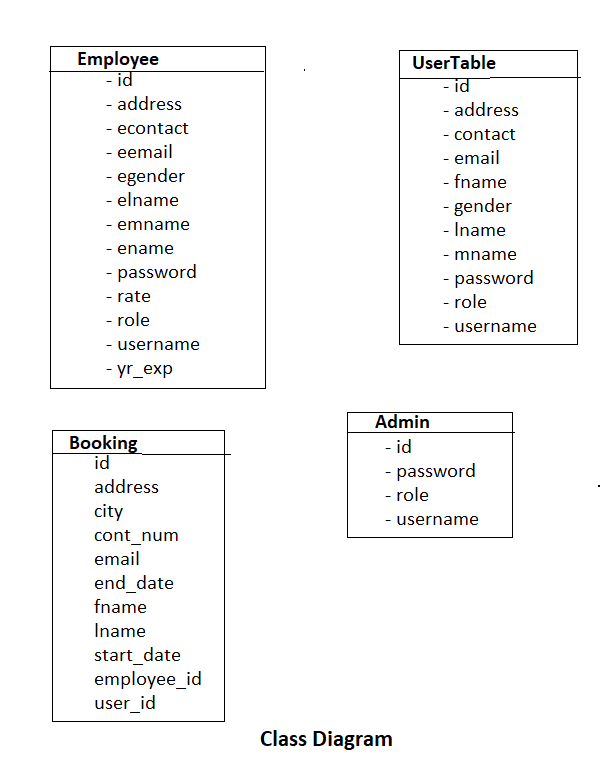 Employee
- id
- address
- econtact
- eemail
- egender
- elname
- emname
- ename
- password
- rate
- role
- username
- yr_exp
UserTable
- id
- address
- contact
- email
- fname
- gender
- lname
- mname
- password
- role
- username
Booking
id
address
city
cont_num
email
end_date
fname
lname
start_date
employee_id
user_id
Admin
- id
- password
- role
- username
Class Diagram